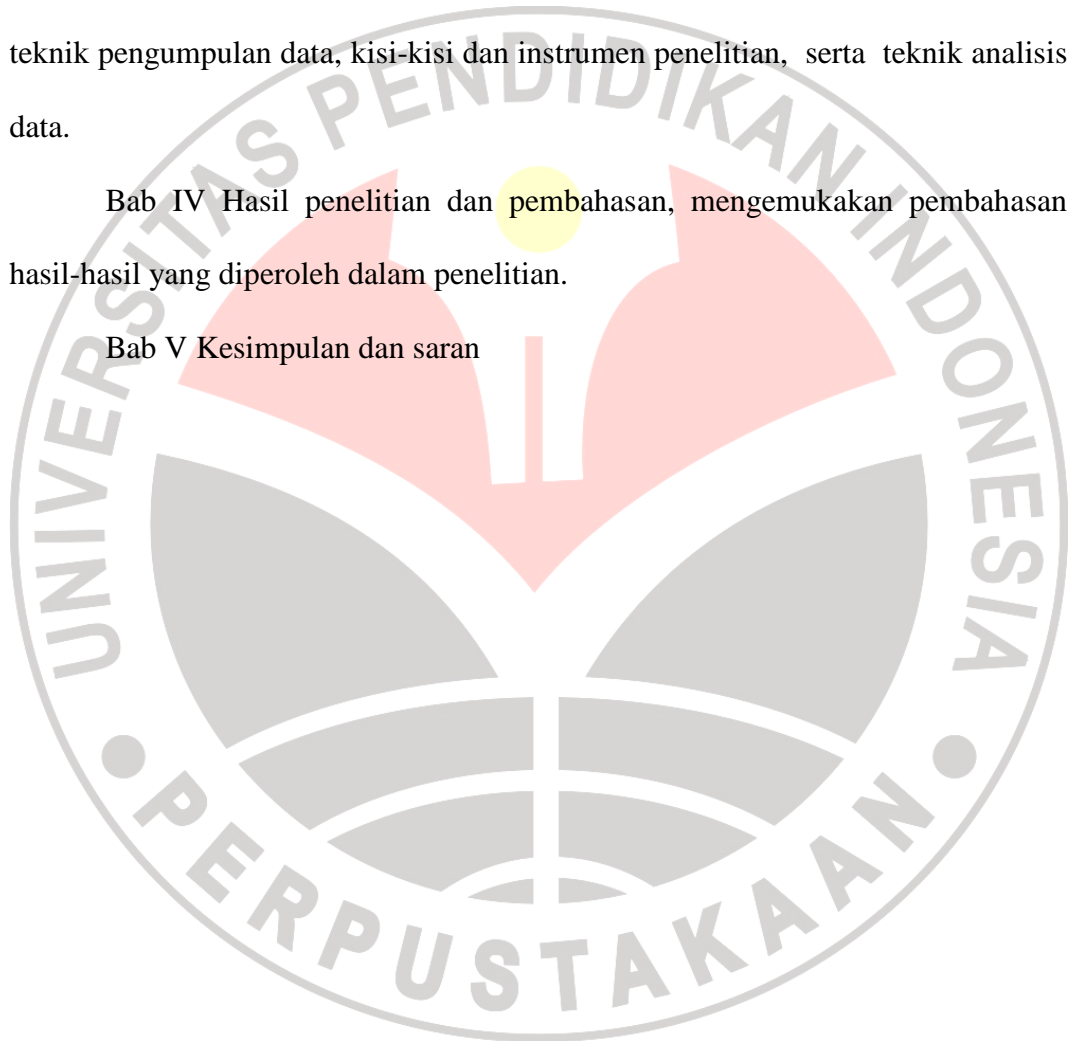 teknik pengumpulan data, kisi-kisi dan instrumen penelitian, serta teknik analisis
data.
Bab IV Hasil penelitian dan pembahasan, mengemukakan pembahasan
hasil-hasil yang diperoleh dalam penelitian.
Bab V Kesimpulan dan saran
UNIVERSITAS PENDIDIKAN INDONESIA
PERPUSTAKAAN